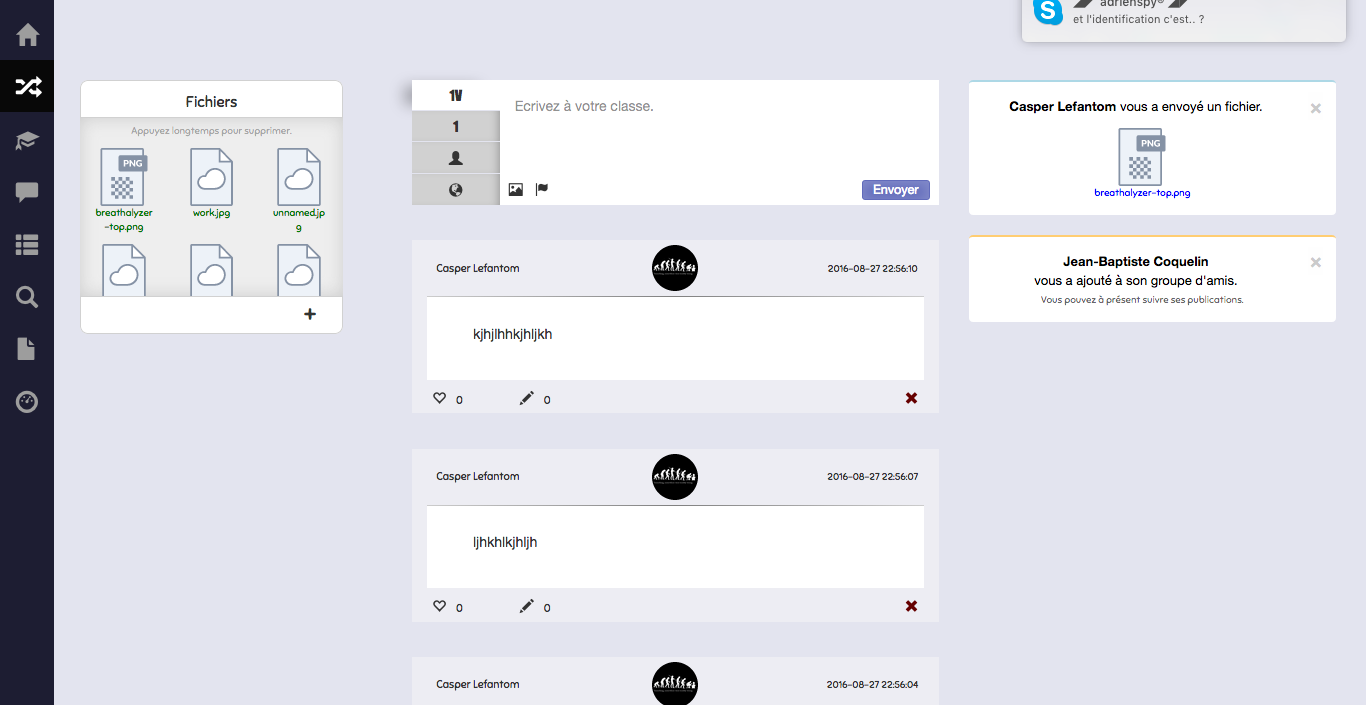 adrienspy®
et l'identification c'est.. ?
Fichiers
Appuyez longtemps pour supprimer.
PNG
breathalyzer
-top.png
work.jpg
unnamed.jp
g
+
1V
1
Ecrivez à votre classe.
Envoyer
Casper Lefantom
2016-08-27 22:56:10
kjhjlhhkjhljkh
0
0
Casper Lefantom
2016-08-27 22:56:07
ljhkhlkjhljh
0
0
Casper Lefantom
2016-08-27 22:56:04
Casper Lefantom vous a envoyé un fichier.
PNG
breathalyzer-top.png
Jean-Baptiste Coquelin
vous a ajouté à son groupe d'amis.
Vous pouvez à présent suivre ses publications.